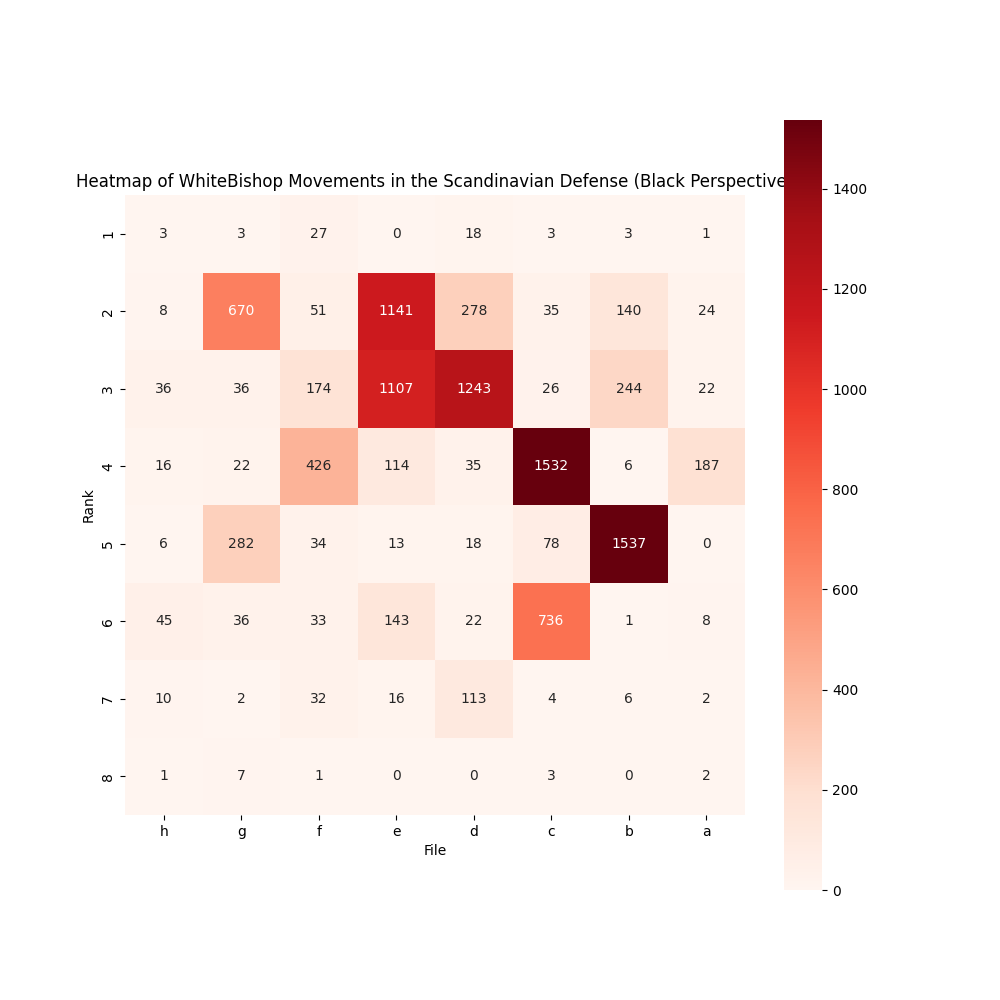 Heatmap of WhiteBishop Movements in the Scandinavian Defense (Black Perspective
1400
1 3 3 27 0 18 3 3 1
1200
2 8 670 51 1141 278 35 140 24
1000
3 36 36 174 1107 1243 26 244 22
800
4 16 22 426 114 35 1532 6 187
Rank
5 6 282 34 13 18 78 1537 0
600
6 45 36 33 143 22 736 1 8
400
7 10 2 32 16 113 4 6 2
200
8 1 7 1 0 0 3 0 2
h g f e d c b a
File
0